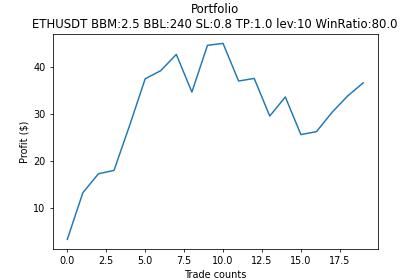 Portfolio
ETHUSDT BBM:2.5 BBL:240 SL:0.8 TP:1.0 lev:10 WinRatio:80.0
40
30
20
10
Profit ($)
0.0 2.5 5.0 7.5 10.0 12.5 15.0 17.5
Trade counts